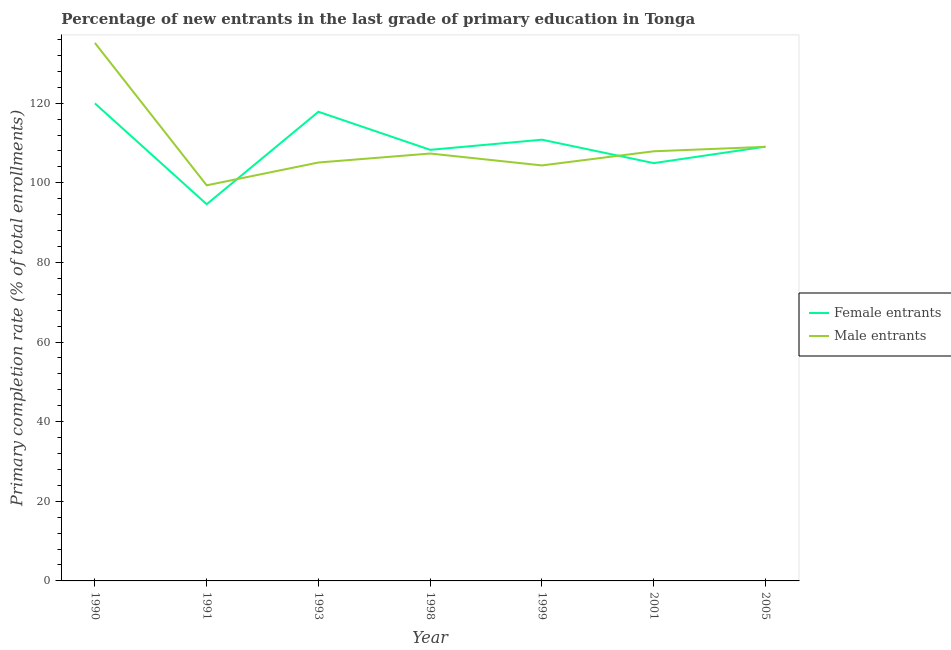 Percentage of new entrants in the last grade of primary education in Tonga
Primary completion rate (% of total enrollments)
120
100
80
60
40
20
0
1990
1991
1993
1998
1999
2001
2005
Year
Female entrants
Male entrants